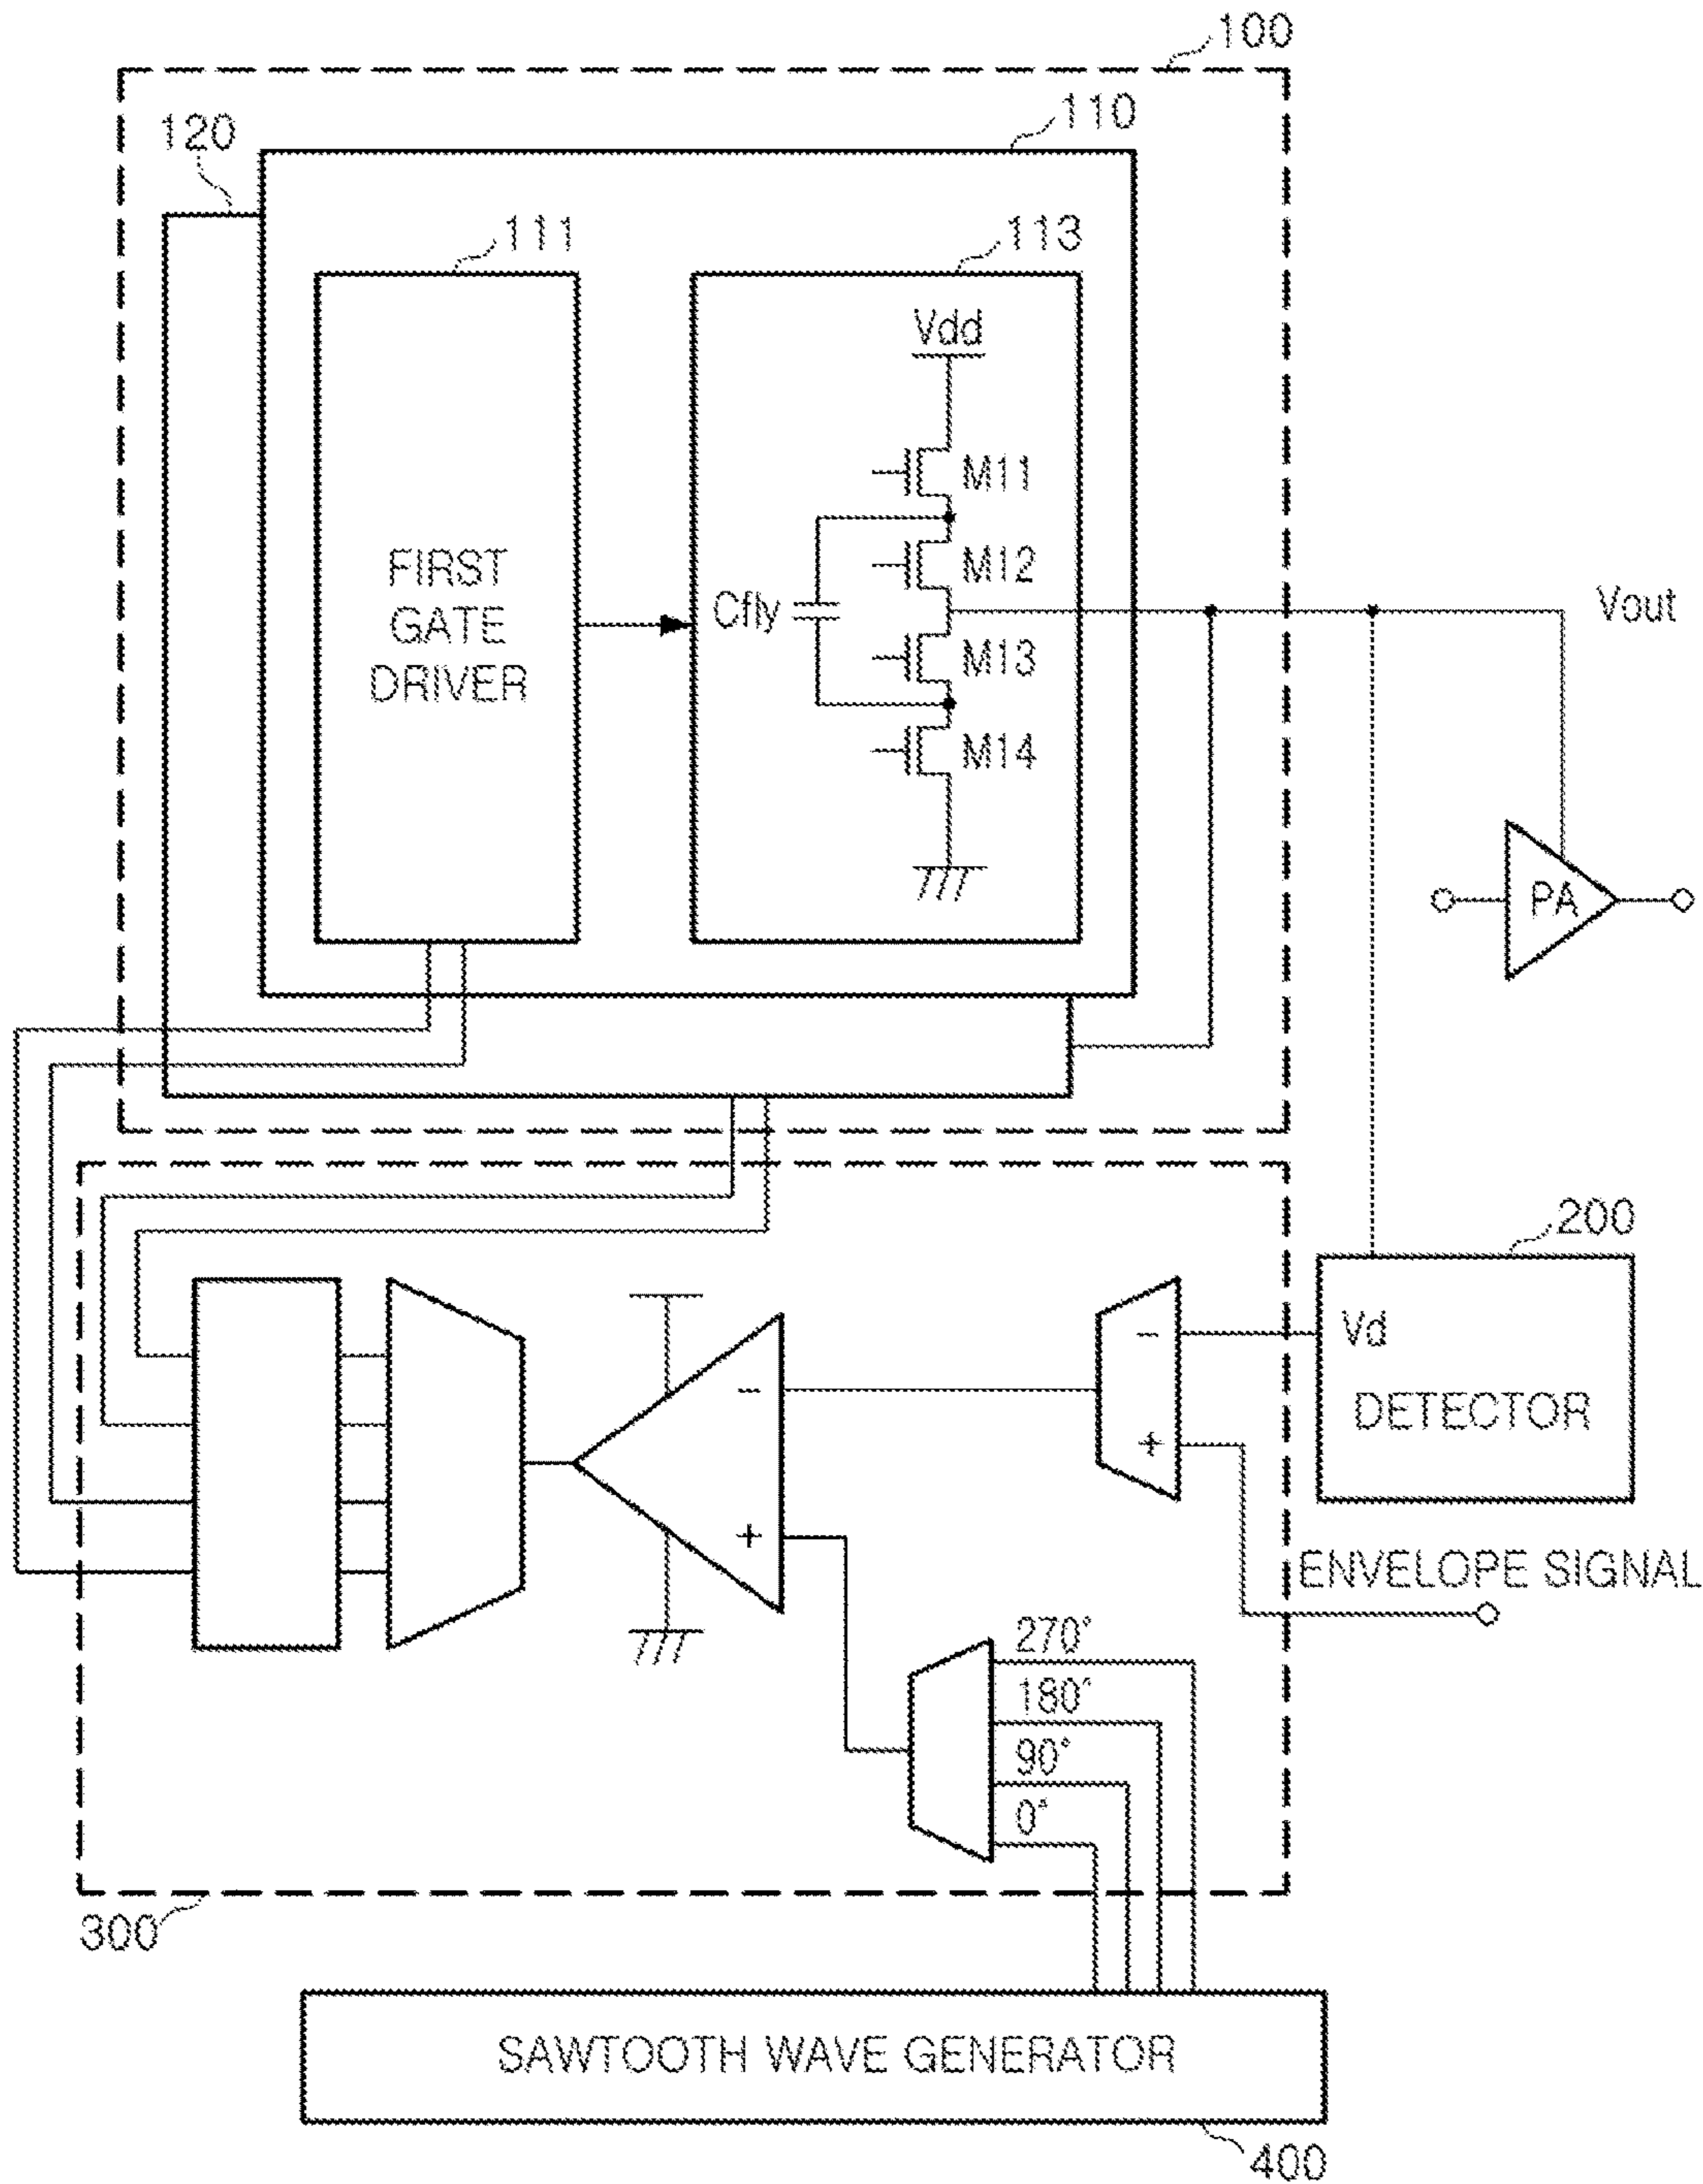 100
110
120
111
113
Vdd
M11
M12
FIRST
GATE
DRIVER
Cfly
Vout
M13
M14
PA
200
−
Vd
−
DETECTOR
+
+
ENVELOPE SIGNAL
270°
180°
90°
0°
300
SAWTOOTH WAVE GENERATOR
400